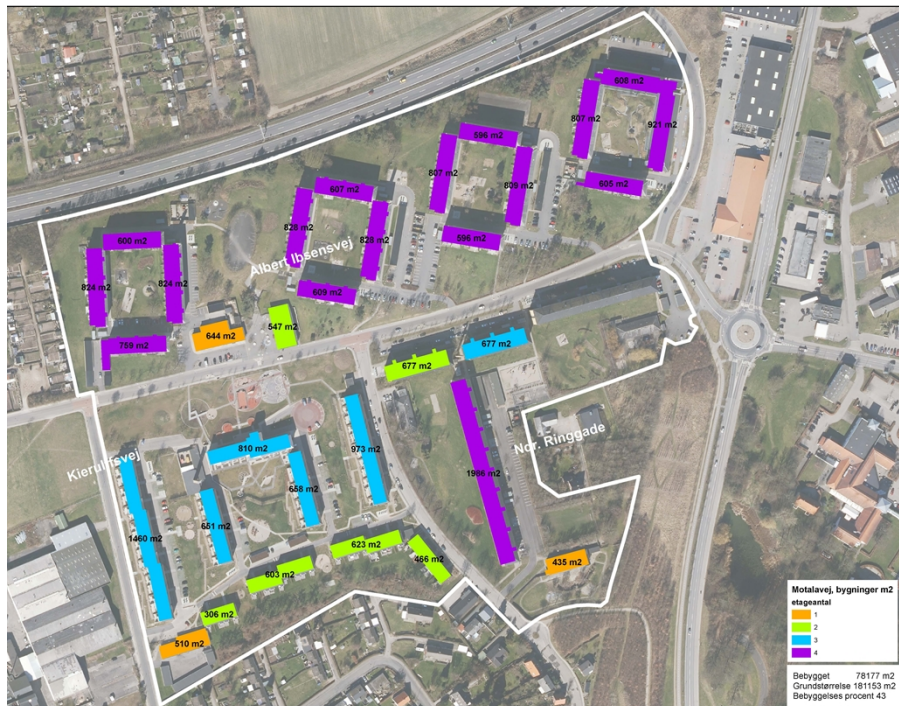 608 m2
807 m2
921 m2
605 m2
596 m2
807 m2
809 m2
596 m2
607 m2
828 m2
828 m2
609 m2
Albert Ibsensvej
600 m2
824 m2
824 m2
759 m2
644 m2
547 m2
677 m2
677 m2
1966 m2
Ndr. Ringgade
Kierulffsvej
810 m2
973 m2
658 m2
651 m2
1460 m2
623 m2
466 m2
603 m2
306 m2
510 m2
435 m2
Motalavej, bygninger m2
etageantal
1
2
3
4
Bebygget 78177 m2
Grundstørrelse 181153 m2
Bebyggelses procent 43